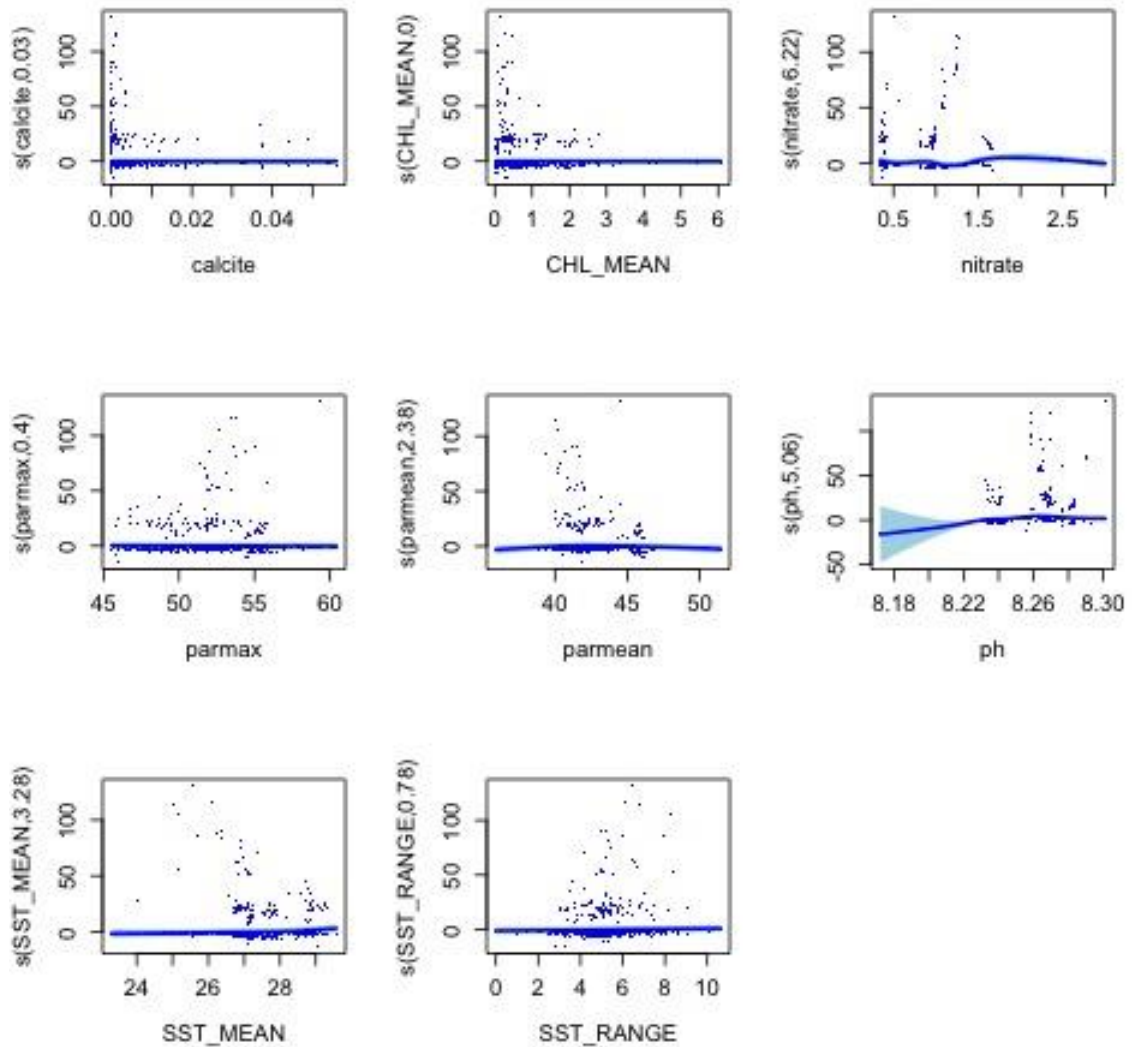 s(calcite,0.03)
0 50 100
0.00 0.02 0.04
calcite
s(CHL_MEAN,0)
0 50 100
0 1 2 3 4 5 6
CHL_MEAN
s(nitrate,6.22)
0 50 100
0.5 1.5 2.5
nitrate
s(parmax,0.4)
0 50 100
45 50 55 60
parmax
s(parmean,2.38)
0 50 100
40 45 50
parmean
s(ph,5.06)
-50 0 50
8.18 8.22 8.26 8.30
ph
s(SST_MEAN,3.28)
0 50 100
24 26 28
SST_MEAN
s(SST_RANGE,0.78)
0 50 100
0 2 4 6 8 10
SST_RANGE